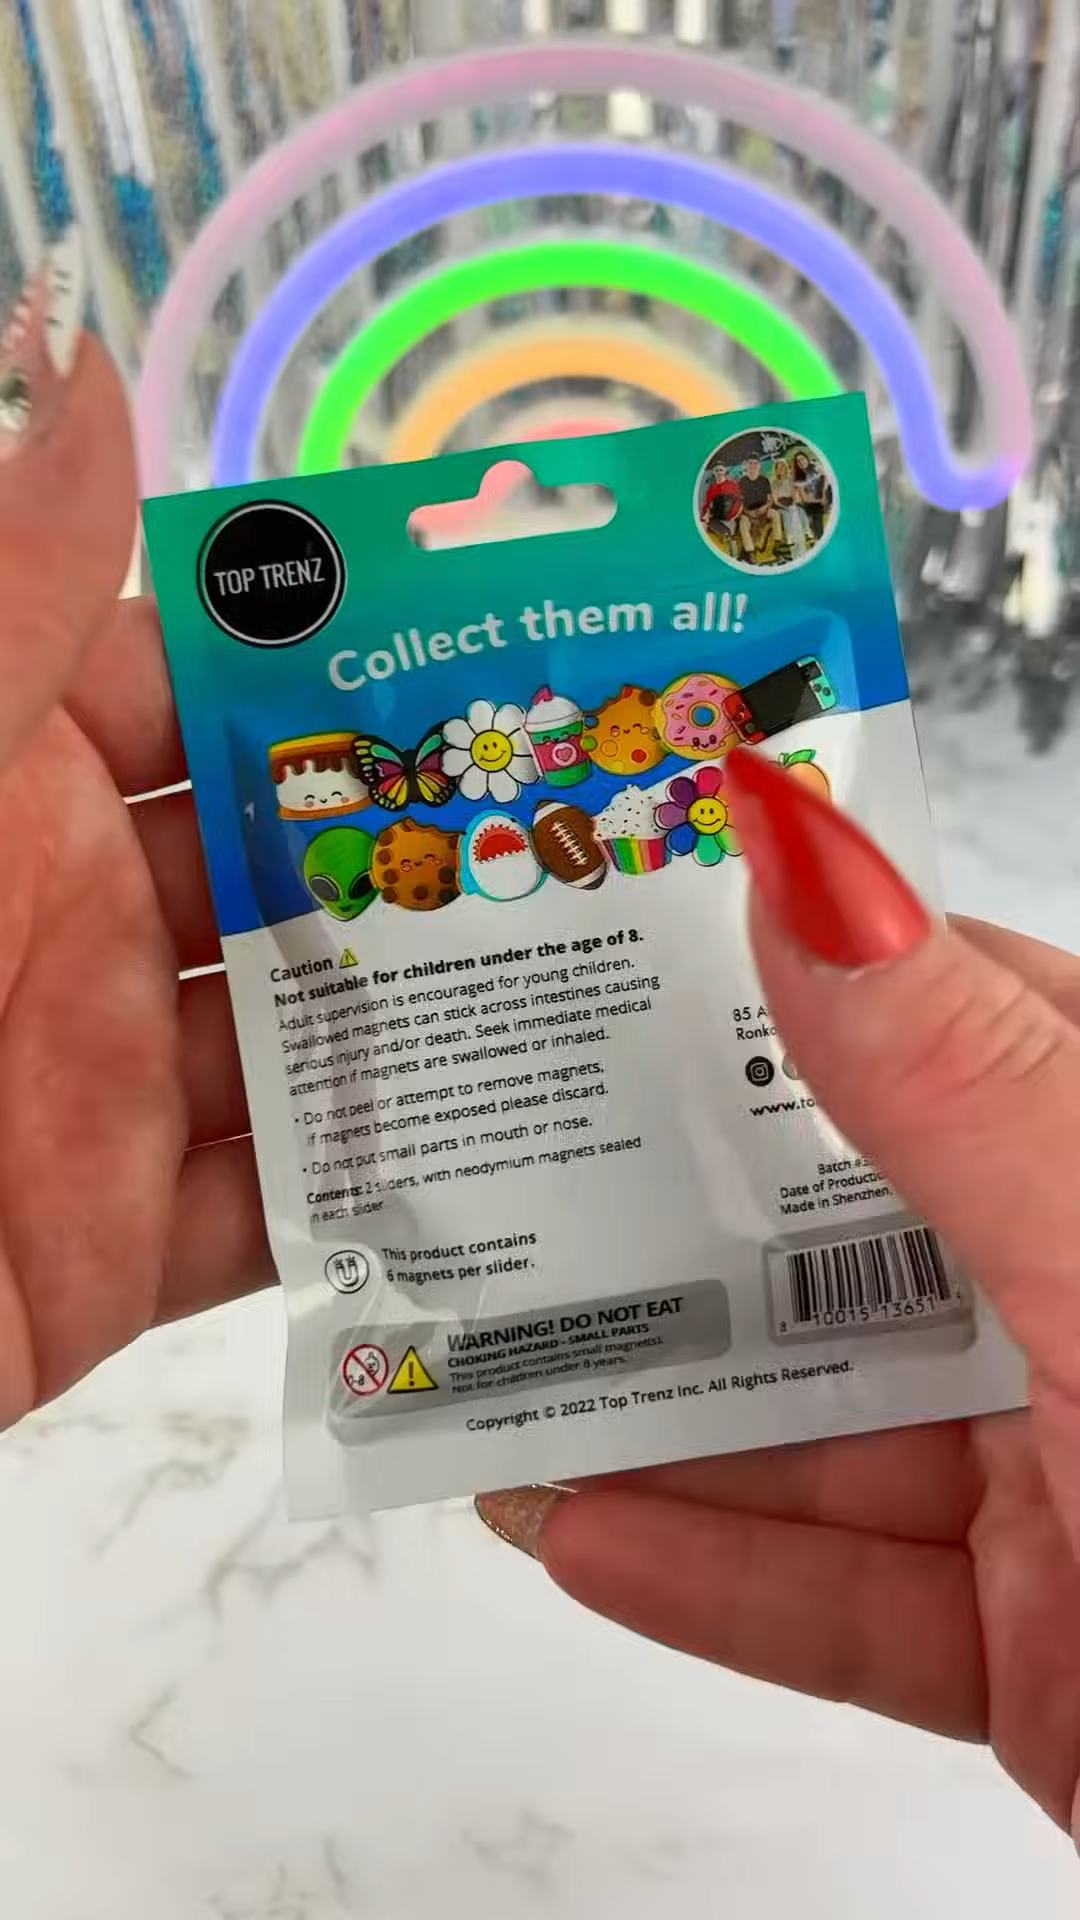 TOP TRENZ
Collect them all!
Caution
Not suitable for children under the age of 8.
Adult supervision is encouraged for young children.
Swallowed magnets can stick across intestines causing
serious injury and/or death. Seek immediate medical
attention if magnets are swallowed or inhaled.
• Do not peel or attempt to remove magnets,
if magnets become exposed please discard.
• Do not put small parts in mouth or nose.
Contents: 2 sliders, with neodymium magnets sealed
in each slider
This product contains
6 magnets per slider.
85
www.to
Batch
Date of
Made in Shenzhen,
8 10015 13651
0-8
WARNING! DO NOT EAT
CHOKING HAZARD - SMALL PARTS
This product contains small magnet(s).
Not for children under 8 years.
Copyright © 2022 Top Trenz Inc. All Rights Reserved.